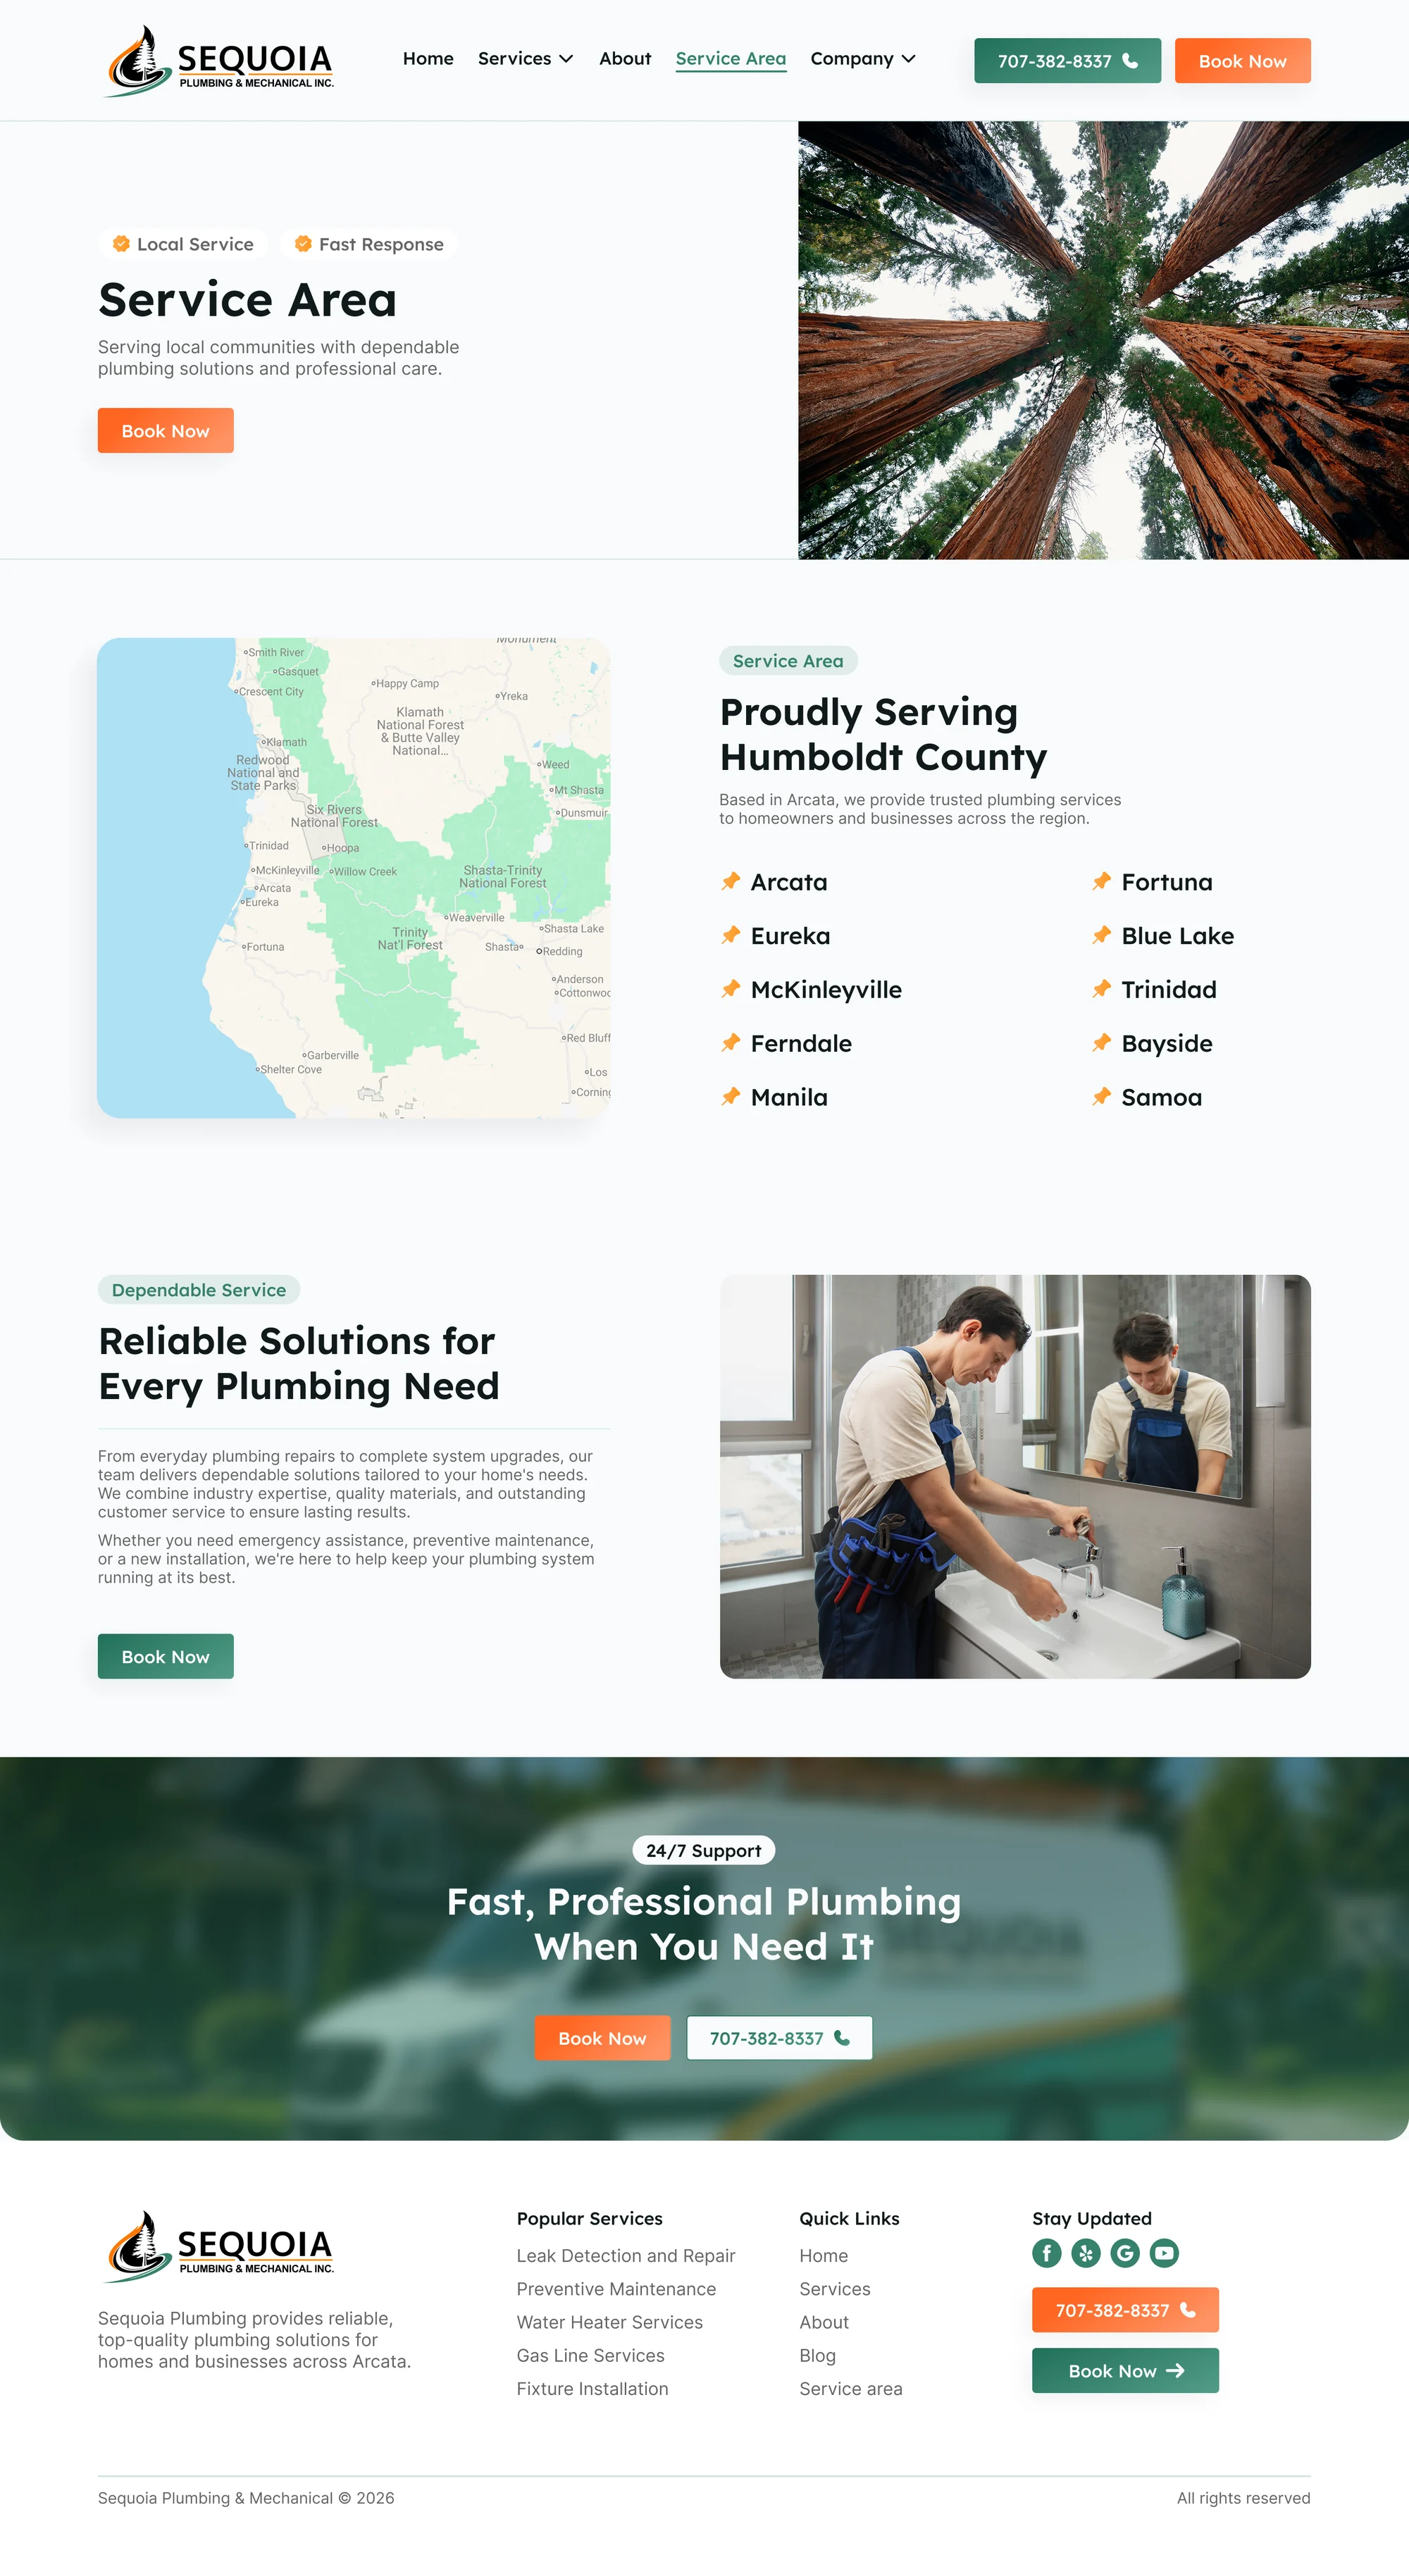 SEQUOIA
PLUMBING & MECHANICAL INC.
Home
Services
About
Service Area
Company
707-382-8337
Book Now
Local Service
Fast Response
Service Area
Serving local communities with dependable
plumbing solutions and professional care.
Book Now
Monument
Smith River
Gasquet
Crescent City
Happy Camp
Yreka
Klamath
National Forest
& Butte Valley
National...
Klamath
Redwood
National and
State Parks
Weed
Mt Shasta
Dunsmuir
Six Rivers
National Forest
Trinidad
Hoopa
McKinleyville
Willow Creek
Shasta-Trinity
National Forest
Arcata
Eureka
Weaverville
Shasta Lake
Trinity
Nat'l Forest
Fortuna
Shasta
Redding
Anderson
Cottonwoo
Red Bluff
Garberville
Shelter Cove
Los
Corning
Service Area
Proudly Serving
Humboldt County
Based in Arcata, we provide trusted plumbing services
to homeowners and businesses across the region.
Arcata
Fortuna
Eureka
Blue Lake
McKinleyville
Trinidad
Ferndale
Bayside
Manila
Samoa
Dependable Service
Reliable Solutions for
Every Plumbing Need
From everyday plumbing repairs to complete system upgrades, our
team delivers dependable solutions tailored to your home's needs.
We combine industry expertise, quality materials, and outstanding
customer service to ensure lasting results.
Whether you need emergency assistance, preventive maintenance,
or a new installation, we're here to help keep your plumbing system
running at its best.
Book Now
24/7 Support
Fast, Professional Plumbing
When You Need It
Book Now
707-382-8337
SEQUOIA
PLUMBING & MECHANICAL INC.
Sequoia Plumbing provides reliable,
top-quality plumbing solutions for
homes and businesses across Arcata.
Popular Services
Leak Detection and Repair
Preventive Maintenance
Water Heater Services
Gas Line Services
Fixture Installation
Quick Links
Home
Services
About
Blog
Service area
Stay Updated
707-382-8337
Book Now
Sequoia Plumbing & Mechanical © 2026
All rights reserved